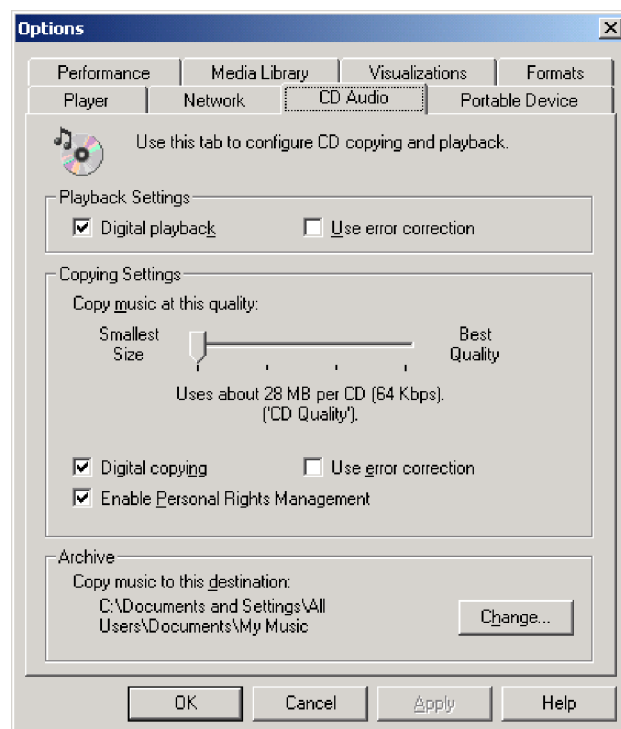 Options
Performance Media Library Visualizations Formats
Player Network CD Audio Portable Device
Use this tab to configure CD copying and playback.
Playback Settings
Digital playback Use error correction
Copying Settings
Copy music at this quality:
Smallest Size Best Quality
Uses about 28 MB per CD (64 Kbps).
('CD Quality').
Digital copying Use error correction
Enable Personal Rights Management
Archive
Copy music to this destination:
C:\Documents and Settings\All
Users\Documents\My Music
Change...
OK Cancel Apply Help